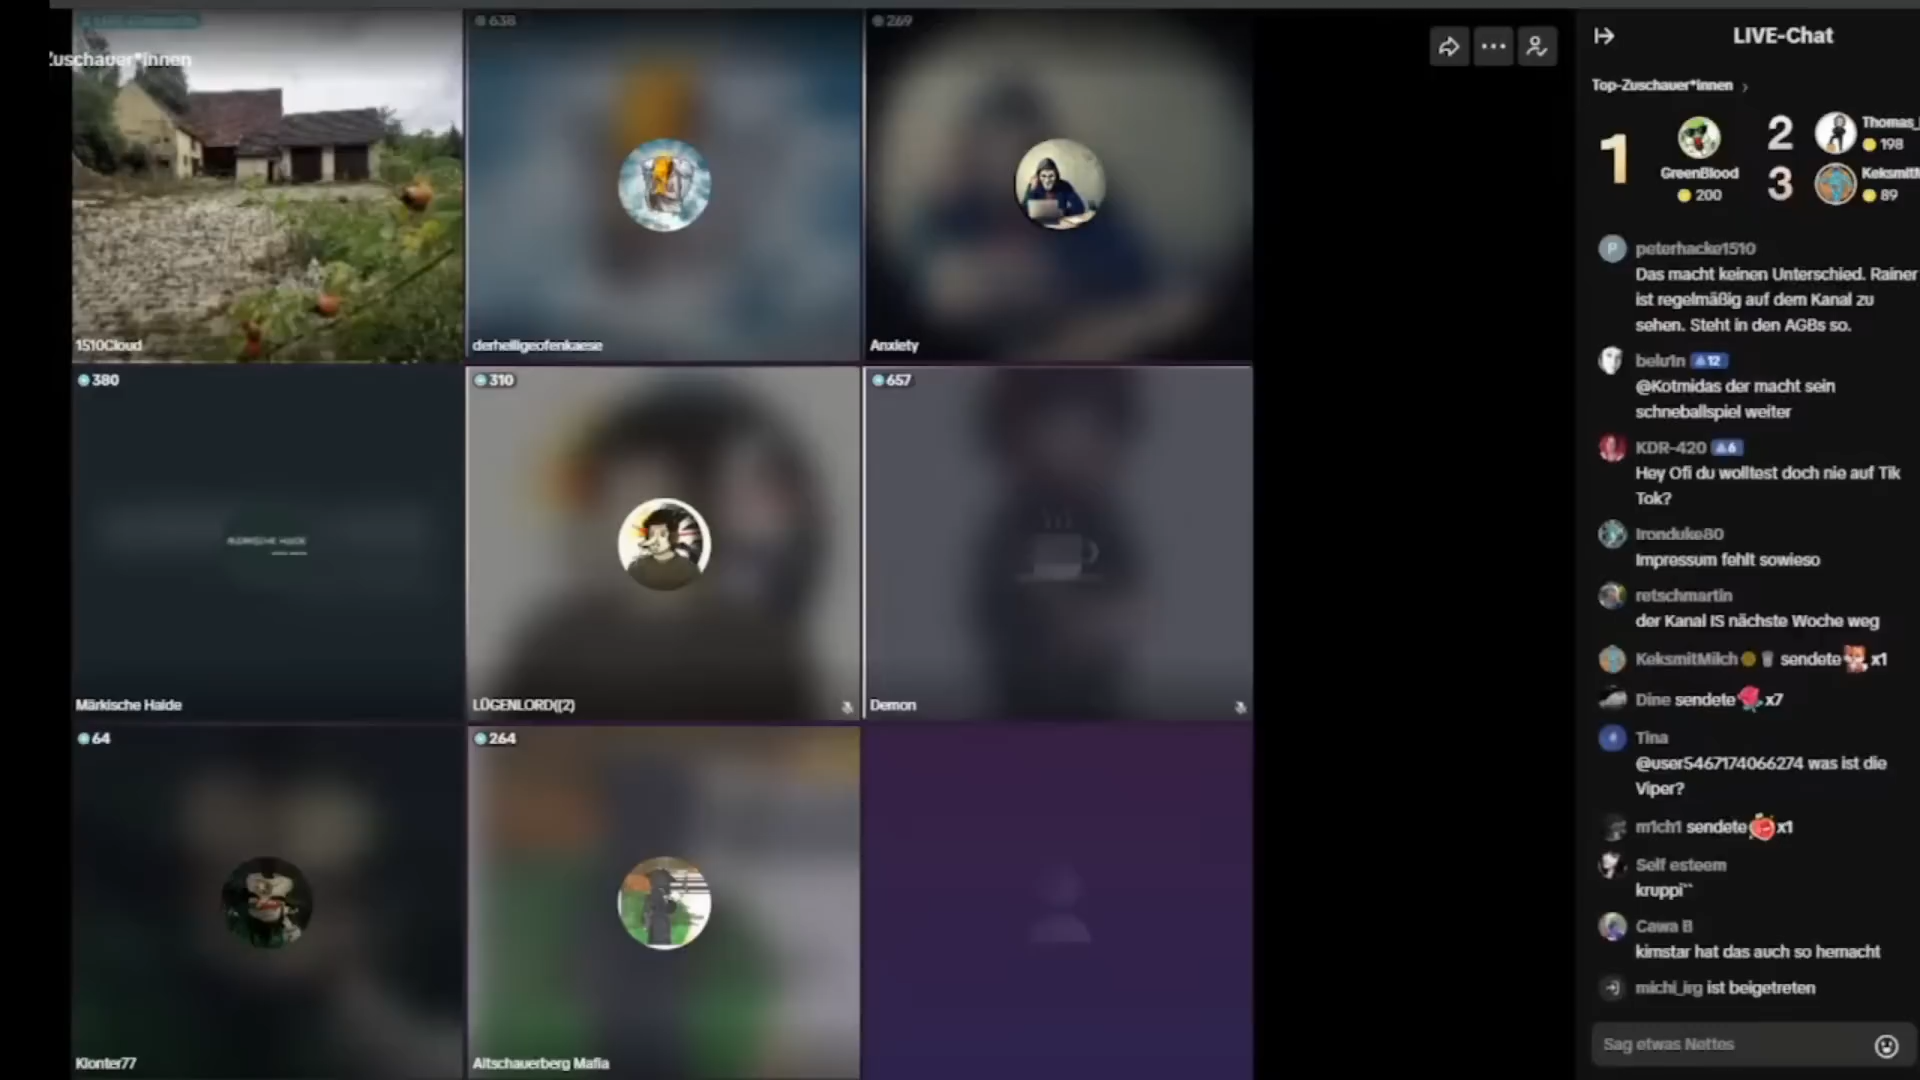 Zuschauer*innen
638
269
1510Cloud
derheiligeofenkaese
Anxiety
380
310
657
MÄRKISCHE HAIDE
Märkische Haide
LÜGENLORD((2)
Demon
64
264
Klonter77
Altschauerberg Mafia
LIVE-Chat
Top-Zuschauer*innen
1
GreenBlood
200
2
Thomas_
198
3
KeksmitM
89
P
peterhacke1510
Das macht keinen Unterschied. Rainer
ist regelmäßig auf dem Kanal zu
sehen. Steht in den AGBs so.
belu1n 12
@Kotmidas der macht sein
schneballspiel weiter
KDR-420 6
Hey Ofi du wolltest doch nie auf Tik
Tok?
Ironduke80
Impressum fehlt sowieso
retschmartin
der Kanal IS nächste Woche weg
KeksmitMilch sendete x1
Dine sendete x7
Tina
@user5467174066274 was ist die
Viper?
m1ch1 sendete x1
Self esteem
kruppi``
Cawa B
kimstar hat das auch so hemacht
michi_irg ist beigetreten
Sag etwas Nettes